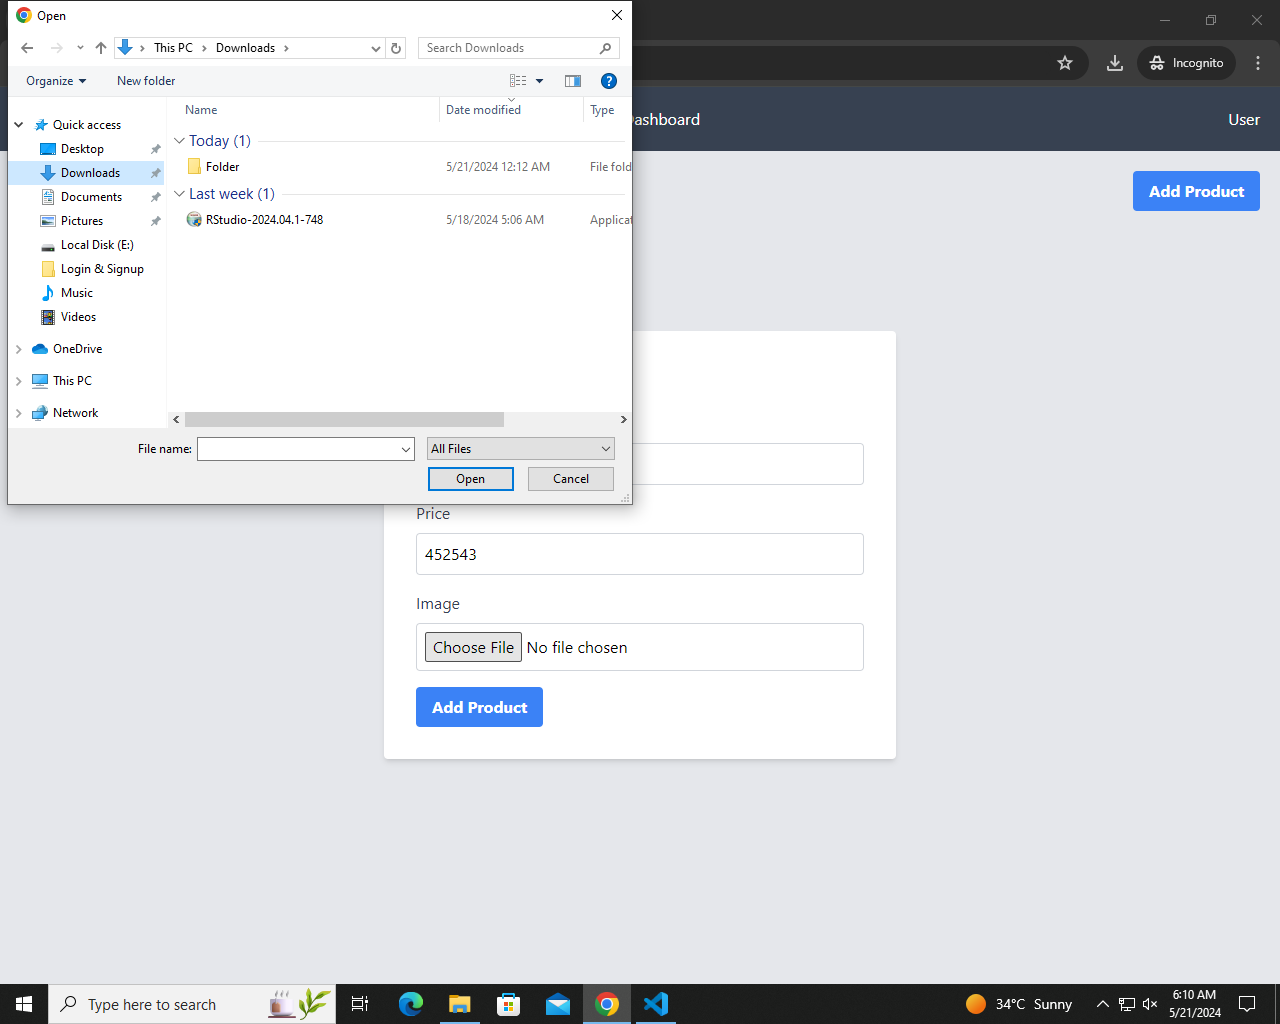 Open
This PC
Downloads
Search Downloads
Organize
New folder
Name
Date modified
Type
Quick access
Desktop
Downloads
Documents
Pictures
Local Disk (E:)
Login & Signup
Music
Videos
OneDrive
This PC
Network
Today (1)
Folder
5/21/2024 12:12 AM
File fold
Last week (1)
RStudio-2024.04.1-748
5/18/2024 5:06 AM
Applicat
File name:
All Files
Open
Cancel
Incognito
Dashboard
User
Add Product
Price
452543
Image
Choose File No file chosen
Add Product
Type here to search
34°C Sunny
6:10 AM
5/21/2024